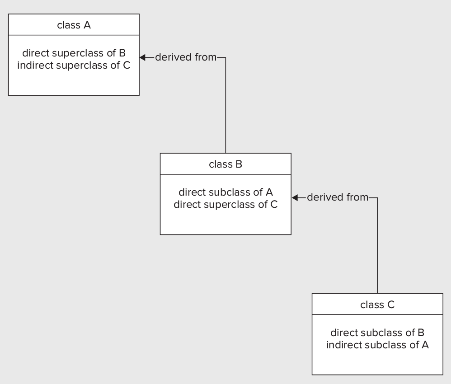 class A
direct superclass of B
indirect superclass of C
derived from
class B
direct subclass of A
direct superclass of C
derived from
class C
direct subclass of B
indirect subclass of A